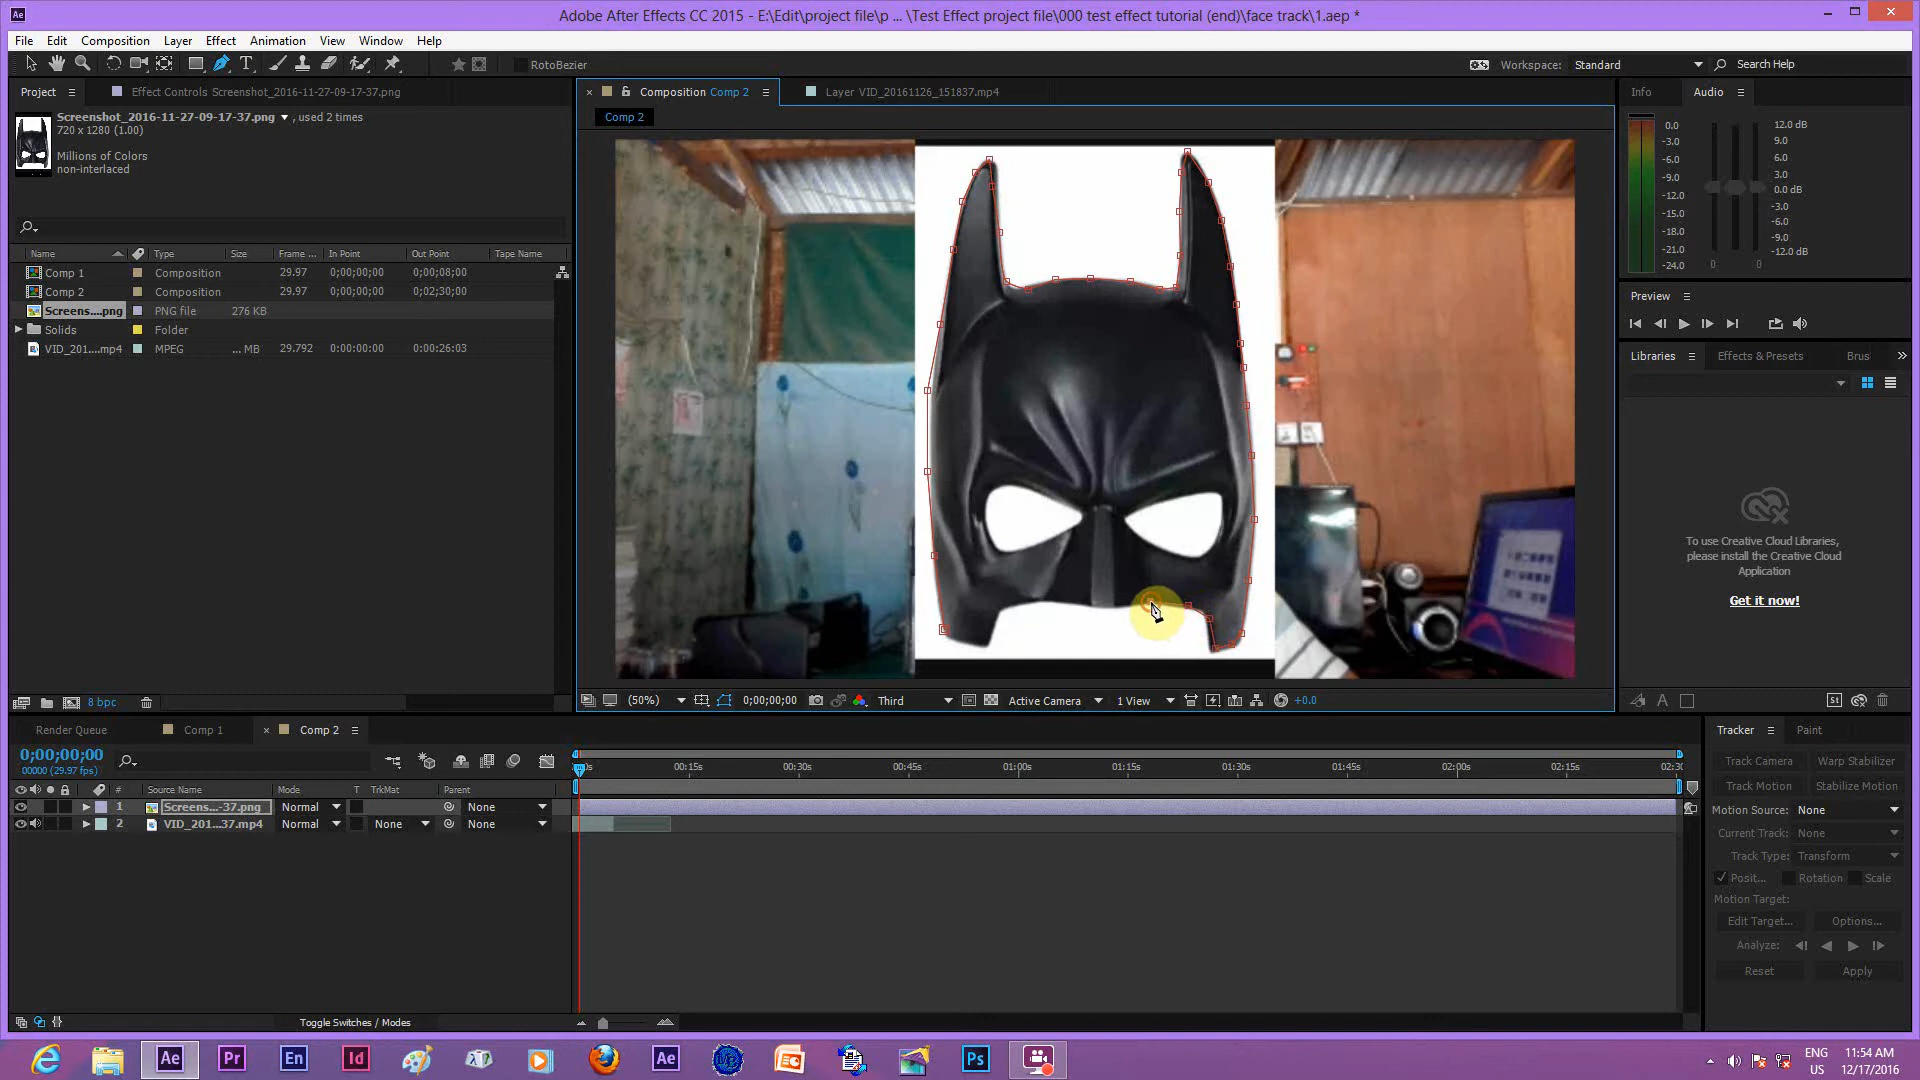 Ae
Adobe After Effects CC 2015 - E:\Edit\project file\p ... \Test Effect project file\000 test effect tutorial (end)\face track\1.aep *
File Edit Composition Layer Effect Animation View Window Help
RotoBezier
Workspace: Standard
Search Help
Project
Effect Controls Screenshot_2016-11-27-09-17-37.png
Composition Comp 2
Layer VID_20161126_151837.mp4
Info
Audio
Screenshot_2016-11-27-09-17-37.png , used 2 times
720 x 1280 (1.00)
Millions of Colors
non-interlaced
Comp 2
0.0 12.0 dB
-3.0 9.0
-6.0 6.0
-9.0 3.0
-12.0 0.0 dB
-15.0 -3.0
-18.0 -6.0
-21.0 -9.0
-24.0 -12.0 dB
0 0
Name Type Size Frame ... In Point Out Point Tape Name
Comp 1 Composition 29.97 0;00;00;00 0;00;08;00
Comp 2 Composition 29.97 0;00;00;00 0;02;30;00
Screens....png PNG file 276 KB
Solids Folder
VID_201....mp4 MPEG ... MB 29.792 0:00:00:00 0:00:26:03
Preview
Libraries Effects & Presets Brus
To use Creative Cloud Libraries,
please install the Creative Cloud
Application
Get it now!
8 bpc
(50%) 0;00;00;00 Third Active Camera 1 View +0.0
Render Queue Comp 1 Comp 2
0;00;00;00
00000 (29.97 fps)
00:15s 00:30s 00:45s 01:00s 01:15s 01:30s 01:45s 02:00s 02:15s 02:30
# Source Name Mode T TrkMat Parent
1 Screens...-37.png Normal None
2 VID_201...37.mp4 Normal None None
Toggle Switches / Modes
Tracker Paint
Track Camera Warp Stabilizer
Track Motion Stabilize Motion
Motion Source: None
Current Track: None
Track Type: Transform
Posit... Rotation Scale
Motion Target:
Edit Target... Options...
Analyze:
Reset Apply
Ae Pr En Id Ae Ps
ENG 11:54 AM
US 12/17/2016